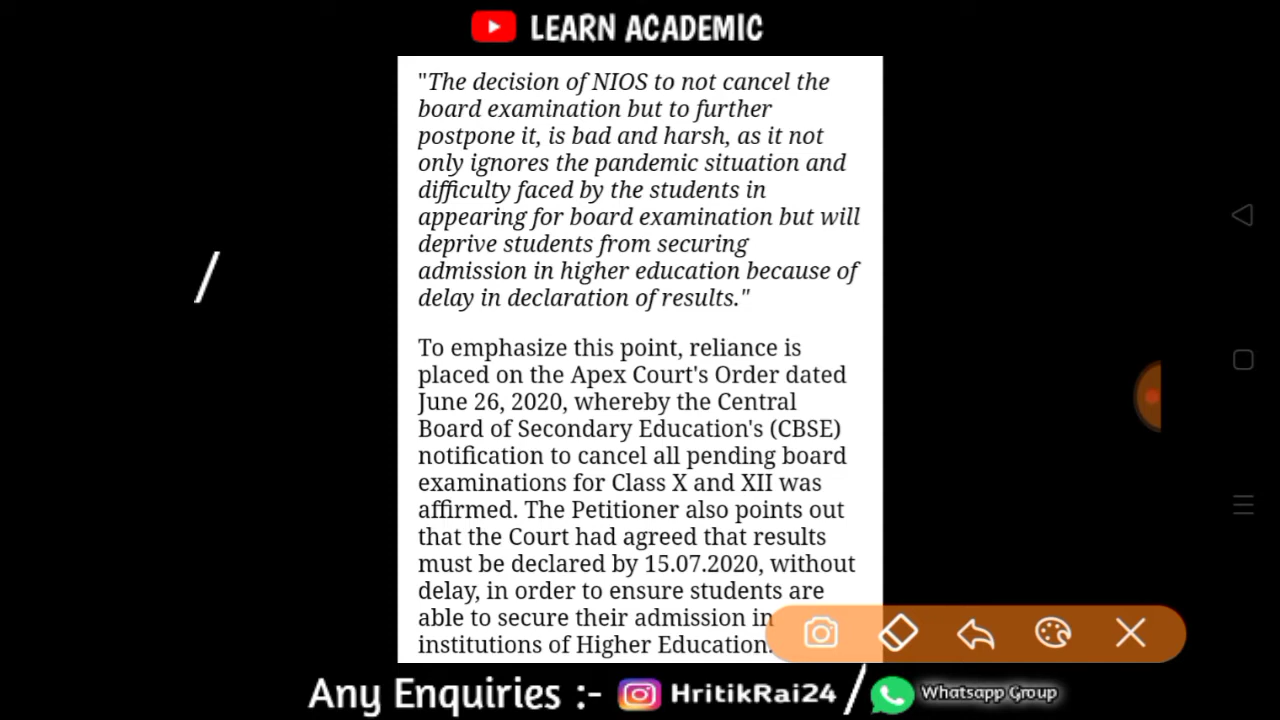 LEARN ACADEMIC
"The decision of NIOS to not cancel the
board examination but to further
postpone it, is bad and harsh, as it not
only ignores the pandemic situation and
difficulty faced by the students in
appearing for board examination but will
deprive students from securing
admission in higher education because of
delay in declaration of results."
To emphasize this point, reliance is
placed on the Apex Court's Order dated
June 26, 2020, whereby the Central
Board of Secondary Education's (CBSE)
notification to cancel all pending board
examinations for Class X and XII was
affirmed. The Petitioner also points out
that the Court had agreed that results
must be declared by 15.07.2020, without
delay, in order to ensure students are
able to secure their admission in
institutions of Higher Education.
/
Any Enquiries :- HritikRai24 / Whatsapp Group